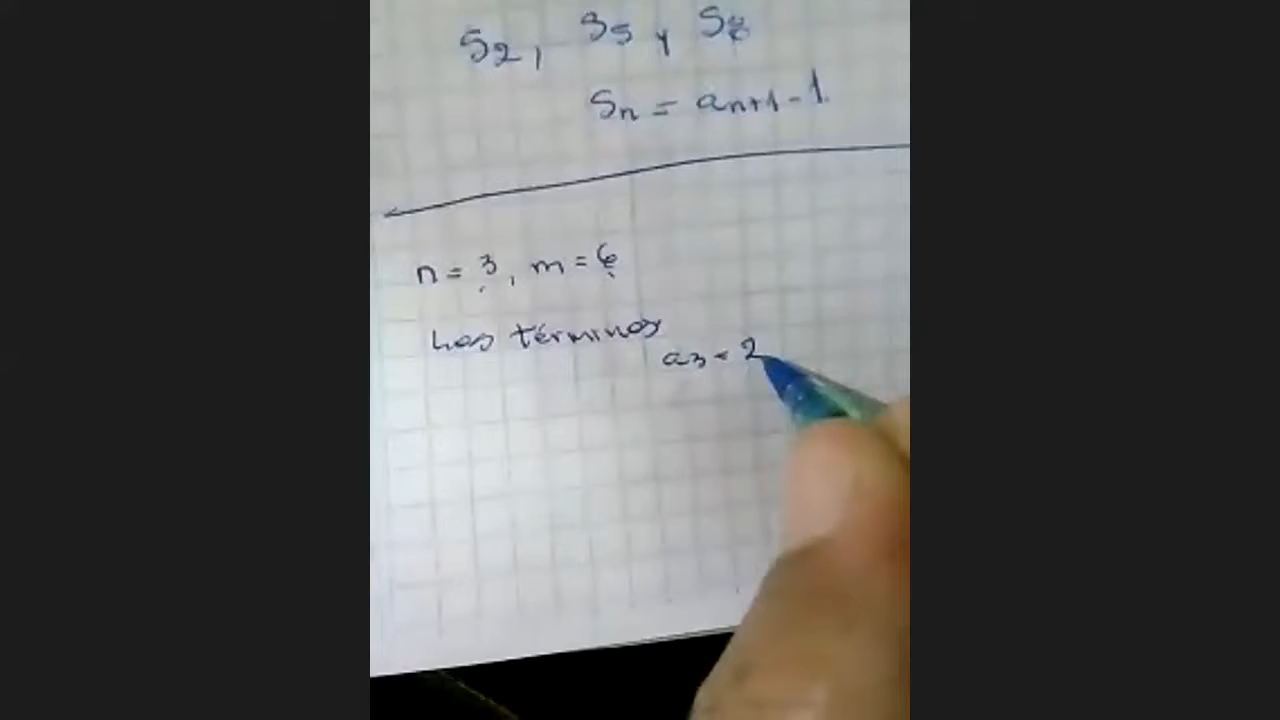 S2, S5 y S8
Sn = an+1 - 1.
n = 3, m = 6
Los términos
a3 = 2